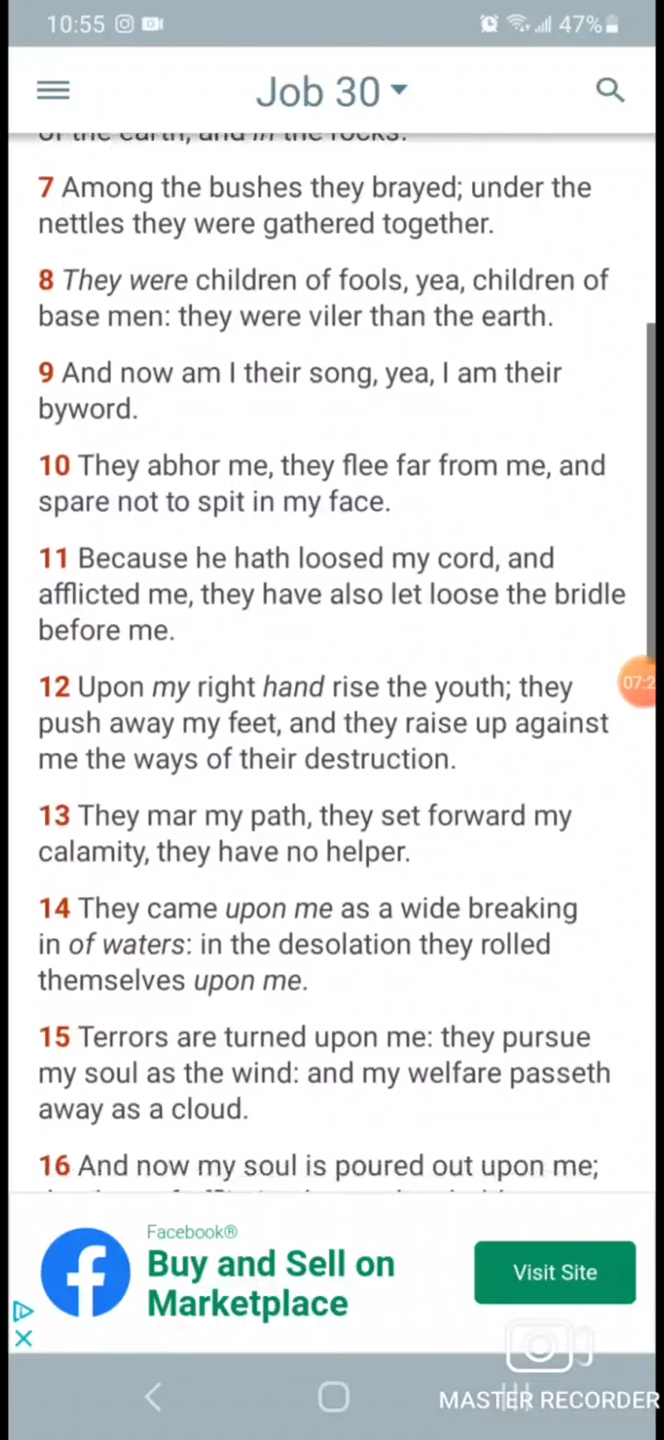 10:55 47%
Job 30
of the earth, and in the rocks.
7 Among the bushes they brayed; under the
nettles they were gathered together.
8 They were children of fools, yea, children of
base men: they were viler than the earth.
9 And now am I their song, yea, I am their
byword.
10 They abhor me, they flee far from me, and
spare not to spit in my face.
11 Because he hath loosed my cord, and
afflicted me, they have also let loose the bridle
before me.
12 Upon my right hand rise the youth; they
push away my feet, and they raise up against
me the ways of their destruction.
07:2
13 They mar my path, they set forward my
calamity, they have no helper.
14 They came upon me as a wide breaking
in of waters: in the desolation they rolled
themselves upon me.
15 Terrors are turned upon me: they pursue
my soul as the wind: and my welfare passeth
away as a cloud.
16 And now my soul is poured out upon me;
Facebook®
Buy and Sell on
Marketplace
Visit Site
MASTER RECORDER